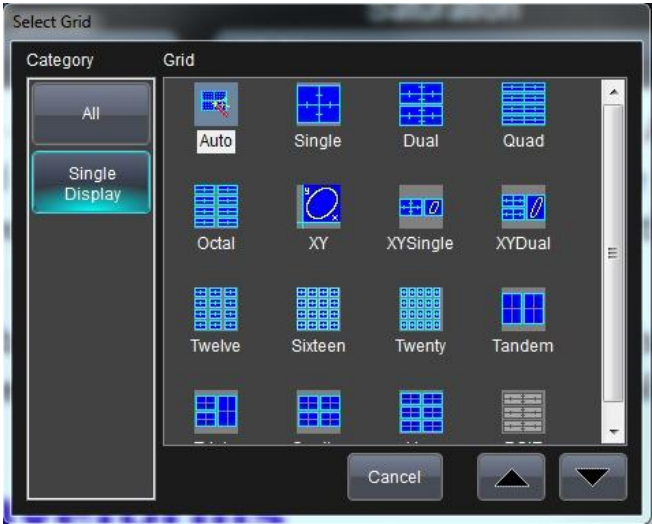 Select Grid
Category
Grid
All
Single
Display
Auto
Single
Dual
Quad
Octal
XY
XYSingle
XYDual
Twelve
Sixteen
Twenty
Tandem
Cancel